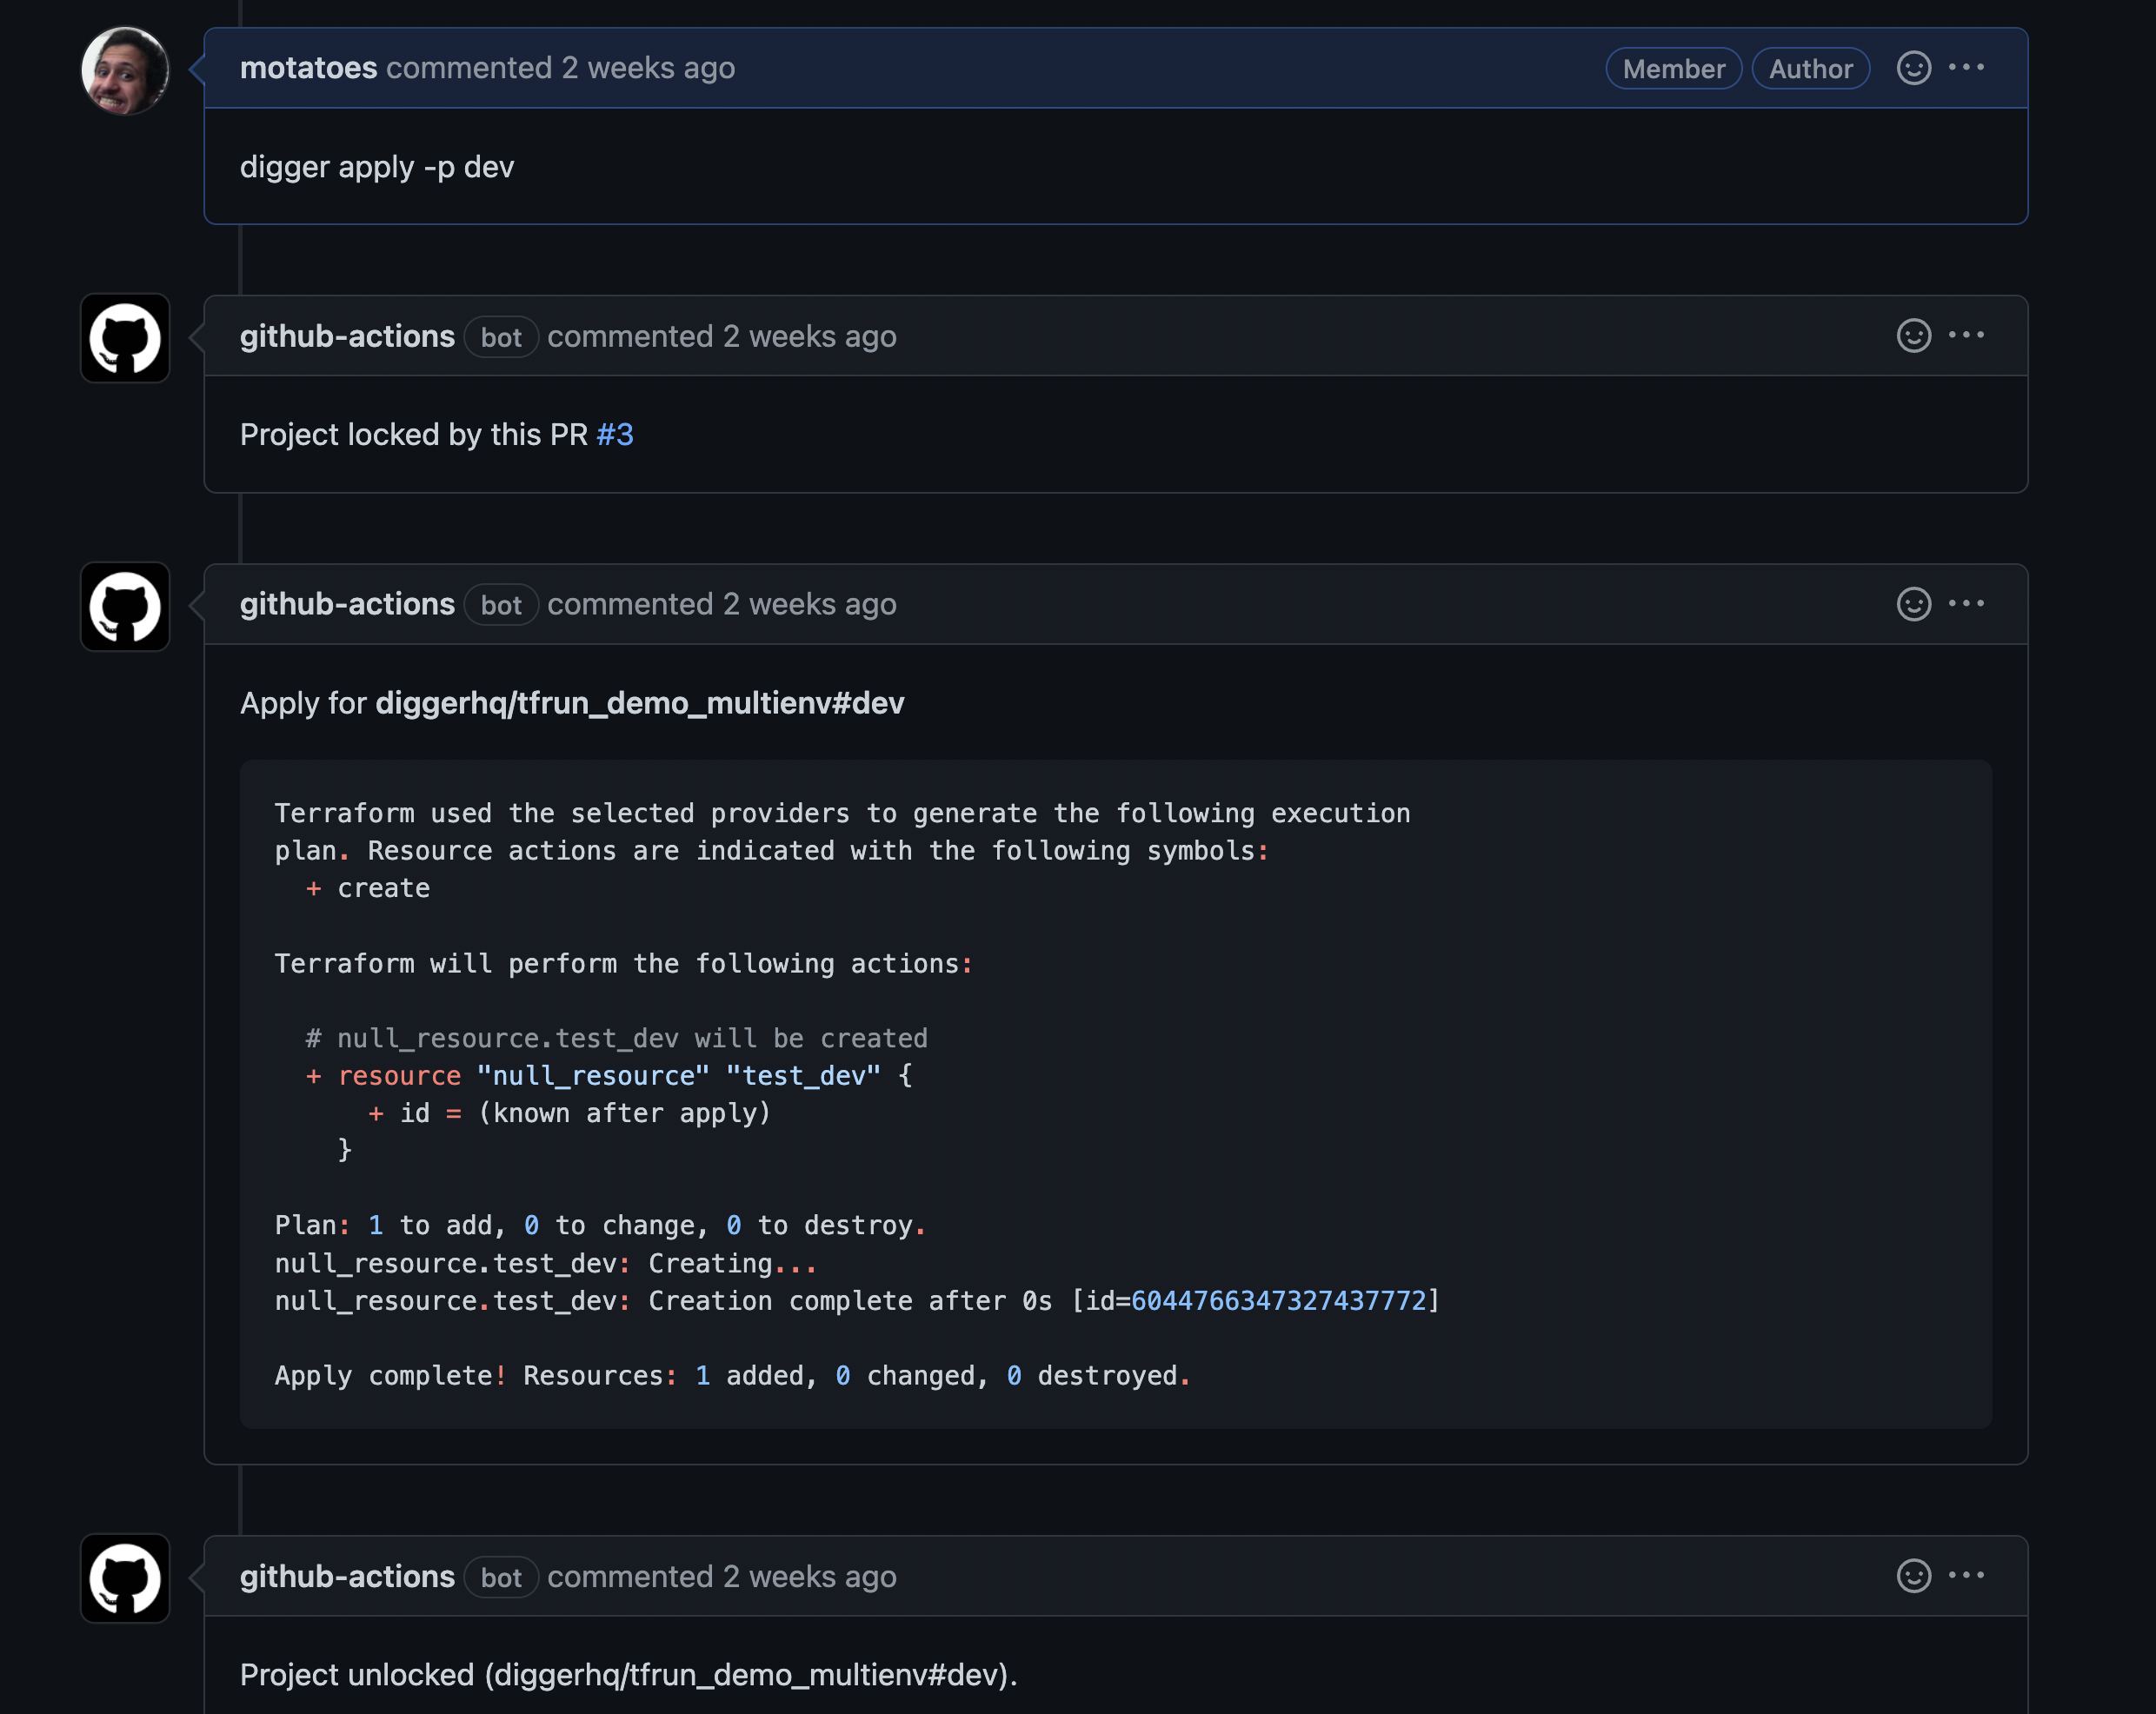 motatoes commented 2 weeks ago Member Author
digger apply -p dev
github-actions bot commented 2 weeks ago
Project locked by this PR #3
github-actions bot commented 2 weeks ago
Apply for diggerhq/tfrun_demo_multienv#dev
Terraform used the selected providers to generate the following execution
plan. Resource actions are indicated with the following symbols:
+ create
Terraform will perform the following actions:
# null_resource.test_dev will be created
+ resource "null_resource" "test_dev" {
+ id = (known after apply)
}
Plan: 1 to add, 0 to change, 0 to destroy.
null_resource.test_dev: Creating...
null_resource.test_dev: Creation complete after 0s [id=6044766347327437772]
Apply complete! Resources: 1 added, 0 changed, 0 destroyed.
github-actions bot commented 2 weeks ago
Project unlocked (diggerhq/tfrun_demo_multienv#dev).